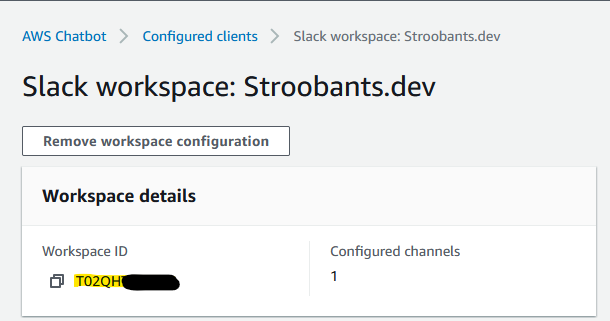 AWS Chatbot > Configured clients > Slack workspace: Stroobants.dev
Slack workspace: Stroobants.dev
Remove workspace configuration
Workspace details
Workspace ID
Configured channels
T02QH
1